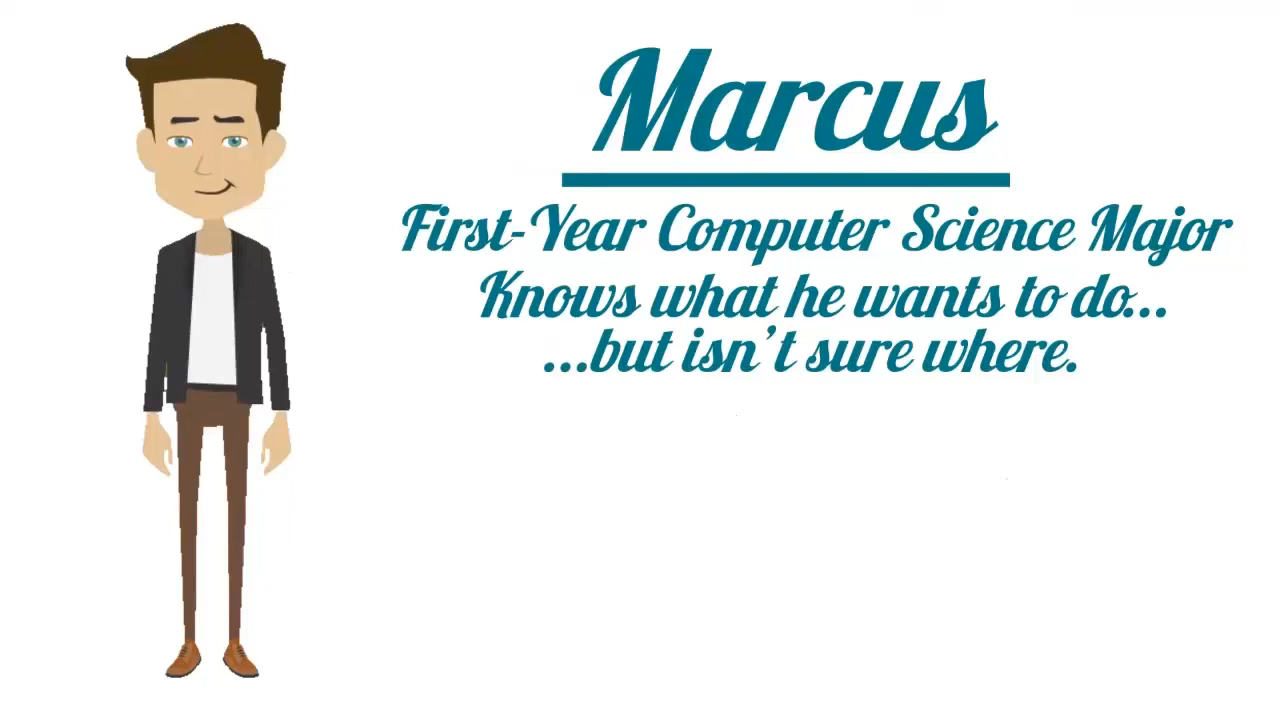 Marcus
First-Year Computer Science Major
Knows what he wants to do...
...but isn't sure where.